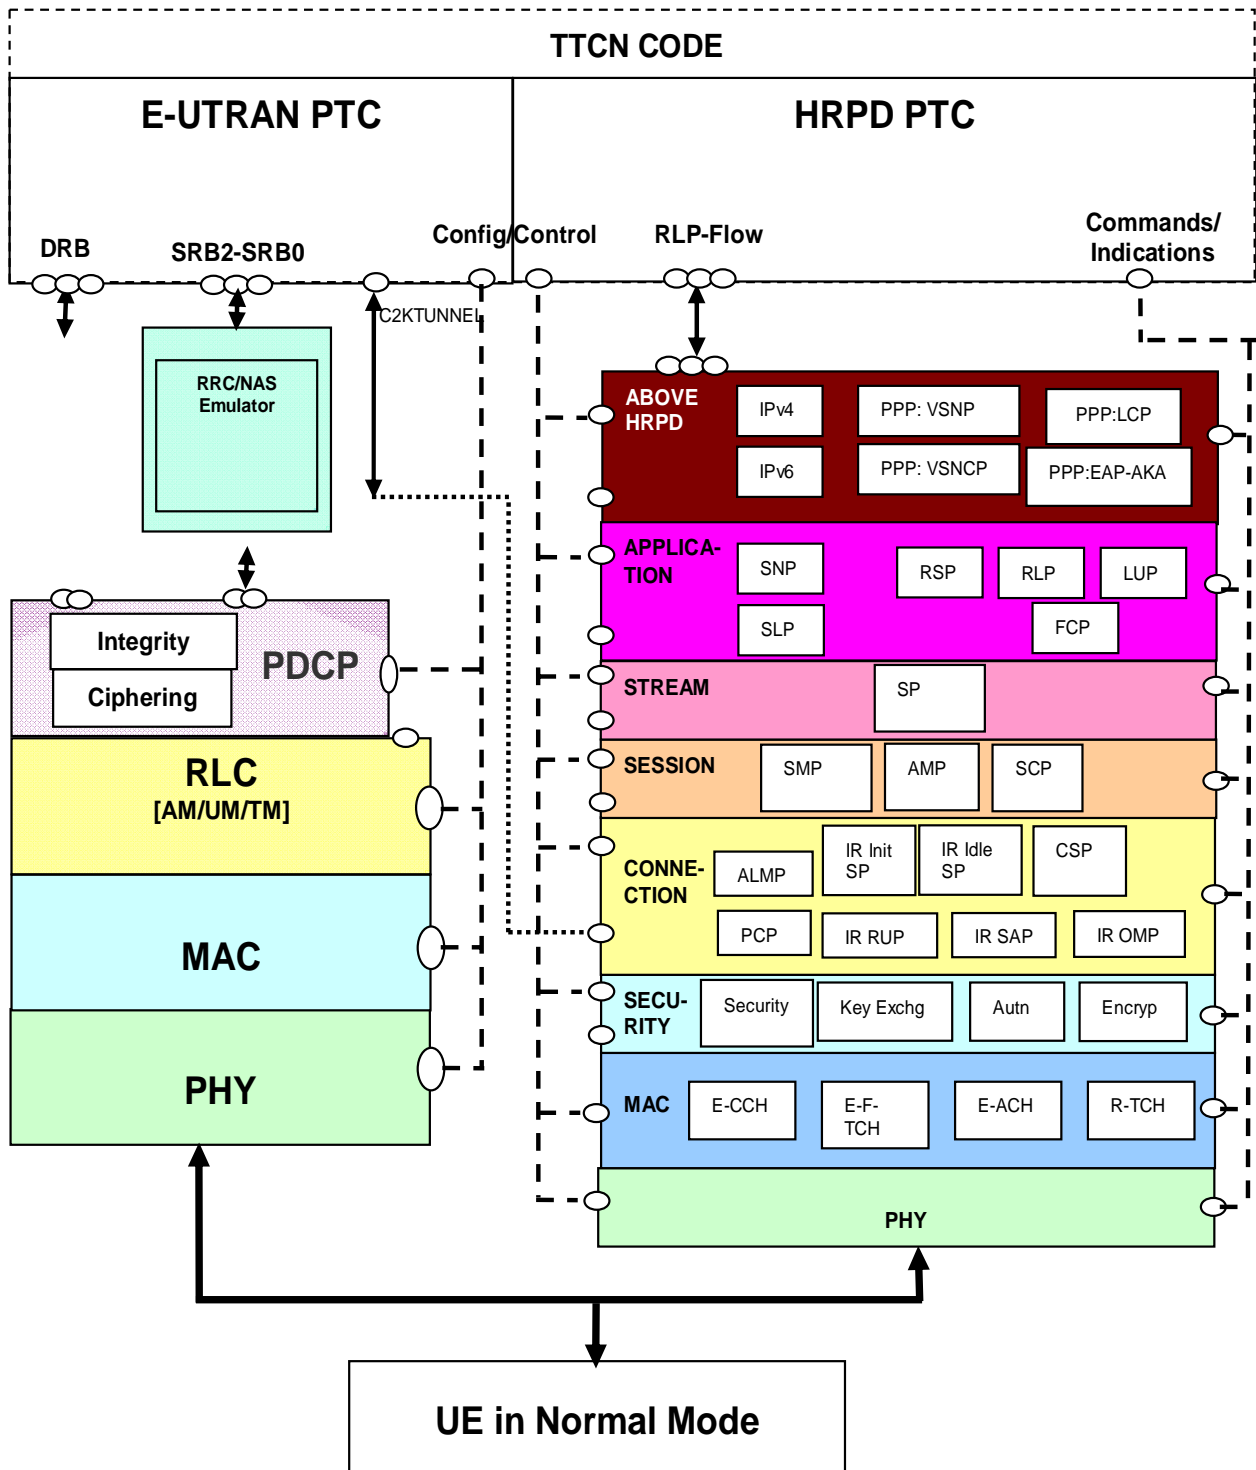 TTCN CODE
E-UTRAN PTC
HRPD PTC
DRB
SRB2-SRB0
Config/Control
RLP-Flow
Commands/
Indications
C2KTUNNEL
RRC/NAS
Emulator
Integrity
PDCP
Ciphering
RLC
[AM/UM/TM]
MAC
PHY
ABOVE
HRPD
IPv4
PPP: VSNP
PPP:LCP
IPv6
PPP: VSNCP
PPP:EAP-AKA
APPLICA-
TION
SNP
RSP
RLP
LUP
SLP
FCP
STREAM
SP
SESSION
SMP
AMP
SCP
CONNE-
CTION
ALMP
IR Init
SP
IR Idle
SP
CSP
PCP
IR RUP
IR SAP
IR OMP
SECU-
RITY
Security
Key Exchg
Autn
Encryp
MAC
E-CCH
E-F-
TCH
E-ACH
R-TCH
PHY
UE in Normal Mode